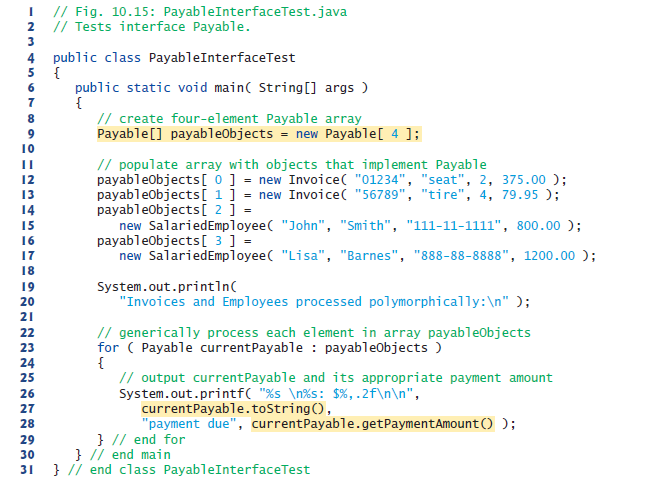 1 // Fig. 10.15: PayableInterfaceTest.java
2 // Tests interface Payable.
3
4 public class PayableInterfaceTest
5 {
6 public static void main( String[] args )
7 {
8 // create four-element Payable array
9 Payable[] payableObjects = new Payable[ 4 ];
10
11 // populate array with objects that implement Payable
12 payableObjects[ 0 ] = new Invoice( "01234", "seat", 2, 375.00 );
13 payableObjects[ 1 ] = new Invoice( "56789", "tire", 4, 79.95 );
14 payableObjects[ 2 ] =
15 new SalariedEmployee( "John", "Smith", "111-11-1111", 800.00 );
16 payableObjects[ 3 ] =
17 new SalariedEmployee( "Lisa", "Barnes", "888-88-8888", 1200.00 );
18
19 System.out.println(
20 "Invoices and Employees processed polymorphically:\n" );
21
22 // generically process each element in array payableObjects
23 for ( Payable currentPayable : payableObjects )
24 {
25 // output currentPayable and its appropriate payment amount
26 System.out.printf( "%s \n%s: $%,.2f\n\n",
27 currentPayable.toString(),
28 "payment due", currentPayable.getPaymentAmount() );
29 } // end for
30 } // end main
31 } // end class PayableInterfaceTest